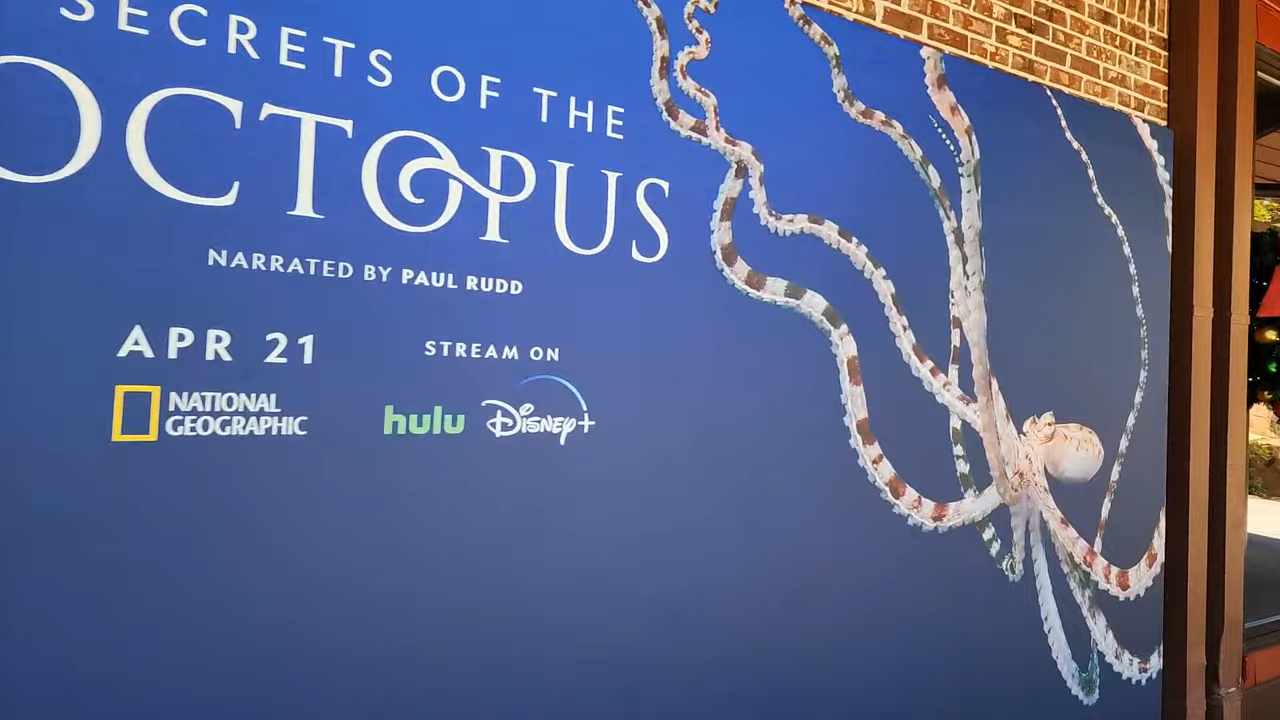 SECRETS OF THE
OCTOPUS
NARRATED BY PAUL RUDD
APR 21
STREAM ON
NATIONAL
GEOGRAPHIC
hulu
Disney+